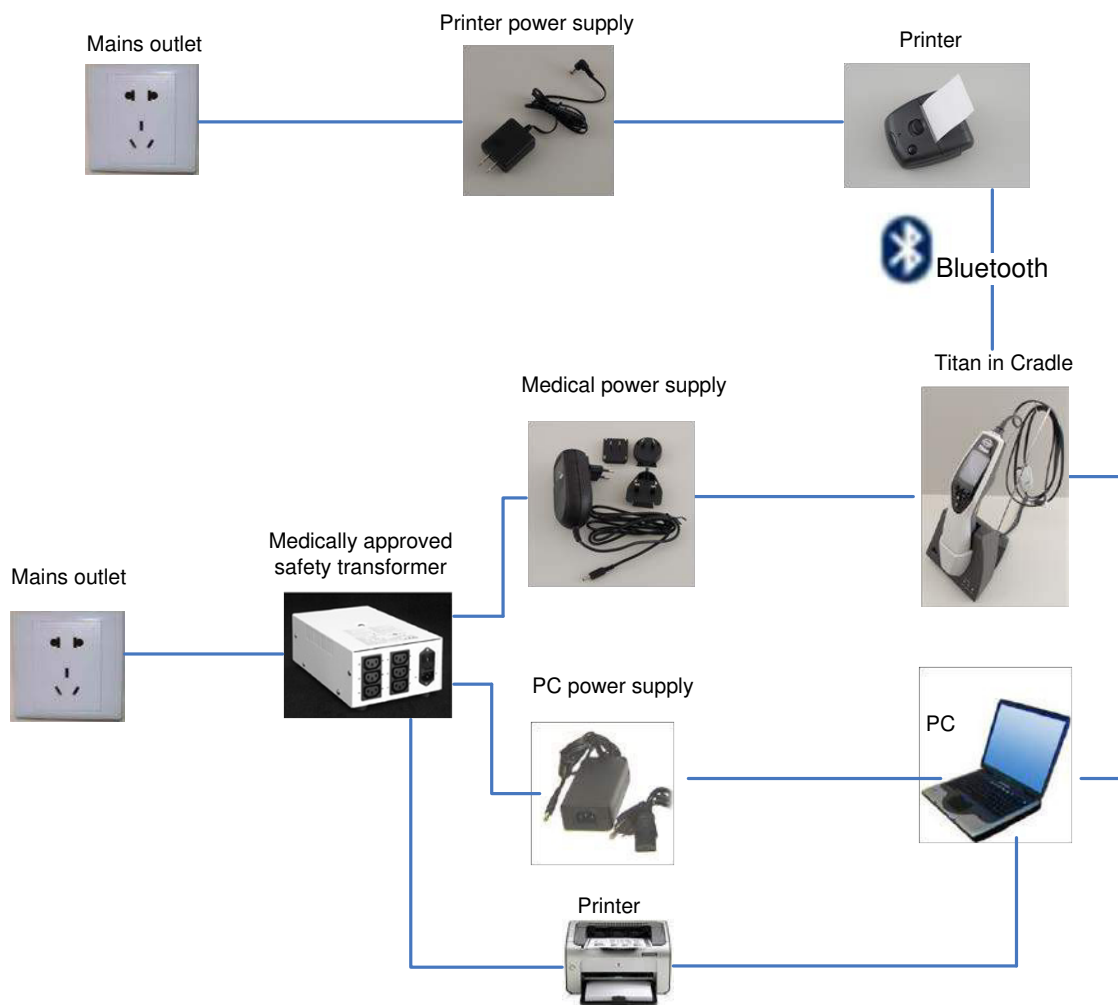 Printer power supply
Mains outlet
Printer
Bluetooth
Titan in Cradle
Medical power supply
Medically approved
safety transformer
Mains outlet
PC power supply
PC
Printer